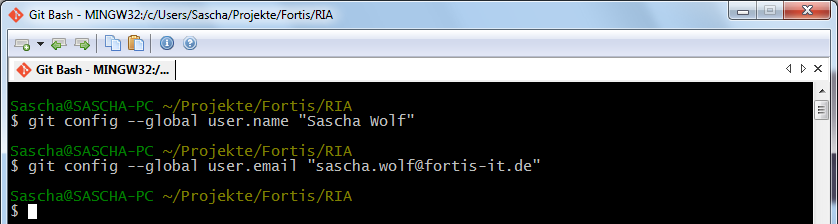 Git Bash - MINGW32:/c/Users/Sascha/Projekte/Fortis/RIA
Git Bash - MINGW32:/...
Sascha@SASCHA-PC ~/Projekte/Fortis/RIA
$ git config --global user.name "Sascha Wolf"
Sascha@SASCHA-PC ~/Projekte/Fortis/RIA
$ git config --global user.email "sascha.wolf@fortis-it.de"
Sascha@SASCHA-PC ~/Projekte/Fortis/RIA
$